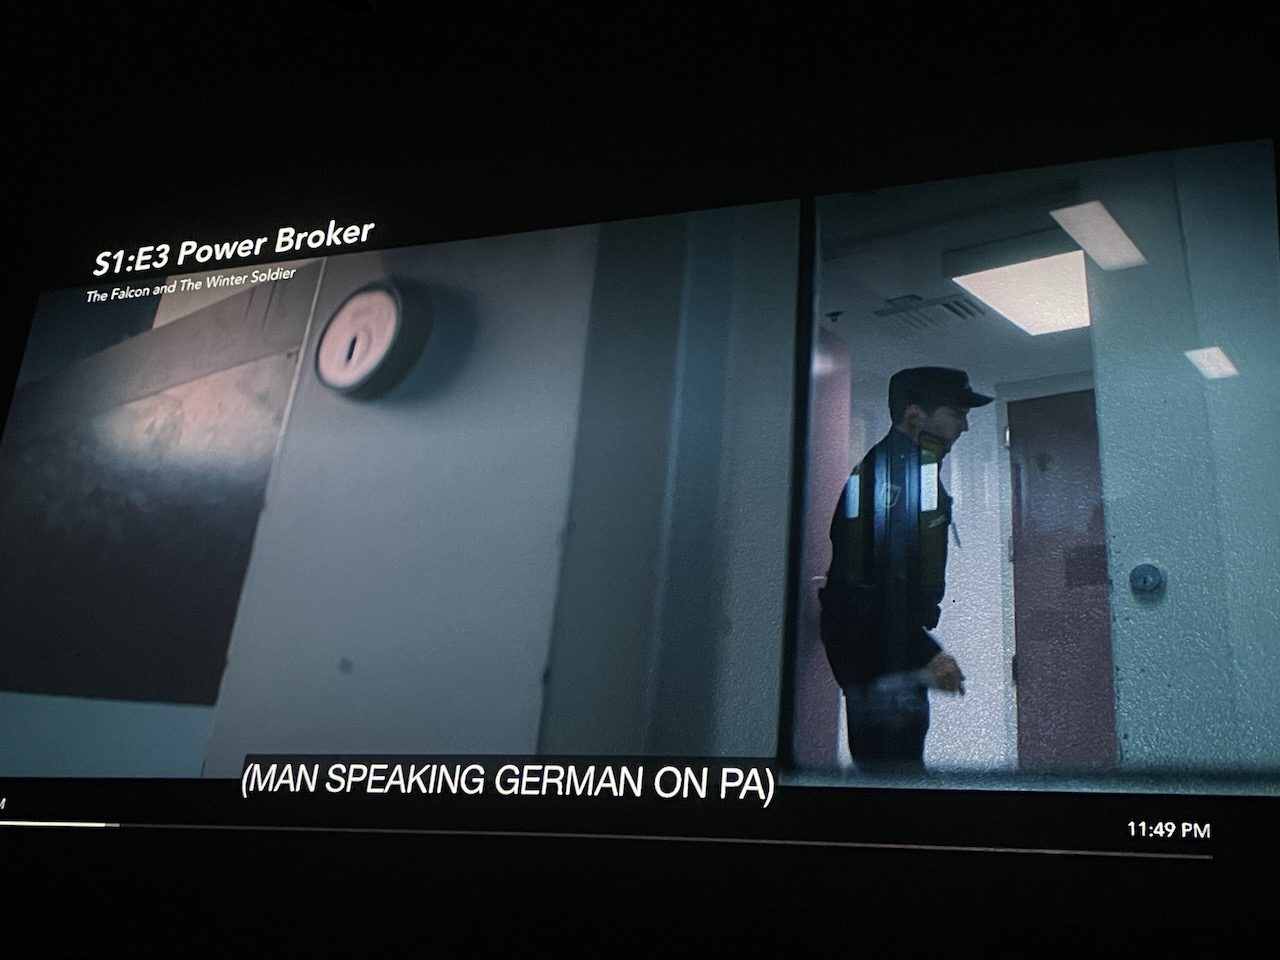 S1:E3 Power Broker
The Falcon and The Winter Soldier
(MAN SPEAKING GERMAN ON PA)
M
11:49 PM